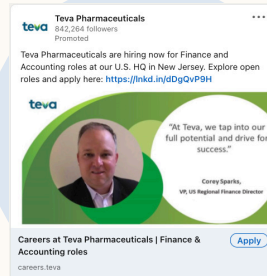 Teva Pharmaceuticals
teva
842,264 followers
Promoted
Teva Pharmaceuticals are hiring now for Finance and
Accounting roles at our U.S. HQ in New Jersey. Explore open
roles and apply here: https://lnkd.in/dDgQvP9H
teva
"At Teva, we tap into our
full potential and drive for
success."
Corey Sparks,
VP, US Regional Finance Director
Careers at Teva Pharmaceuticals | Finance &
Accounting roles
Apply
careers.teva